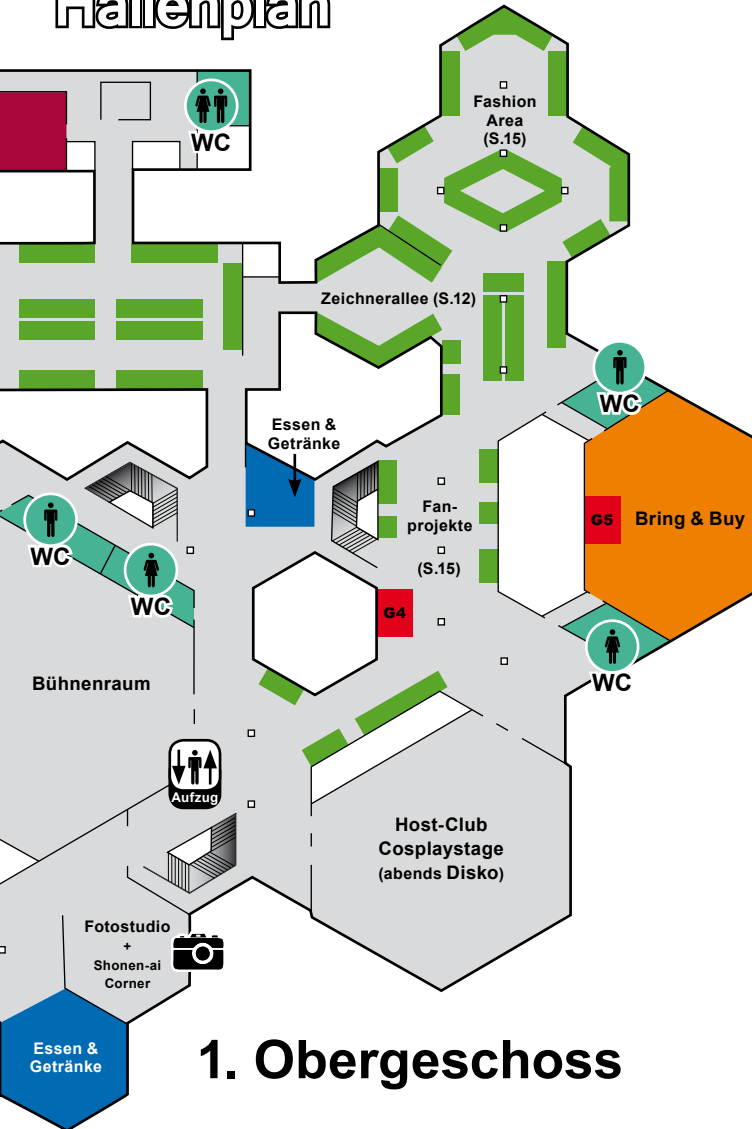 Hallenplan
WC
Fashion
Area
(S.15)
Zeichnerallee (S.12)
WC
Essen &
Getränke
Fan-
projekte
(S.15)
G5
Bring & Buy
WC
WC
G4
WC
Bühnenraum
Aufzug
Host-Club
Cosplaystage
(abends Disko)
Fotostudio
+
Shonen-ai
Corner
Essen &
Getränke
1. Obergeschoss